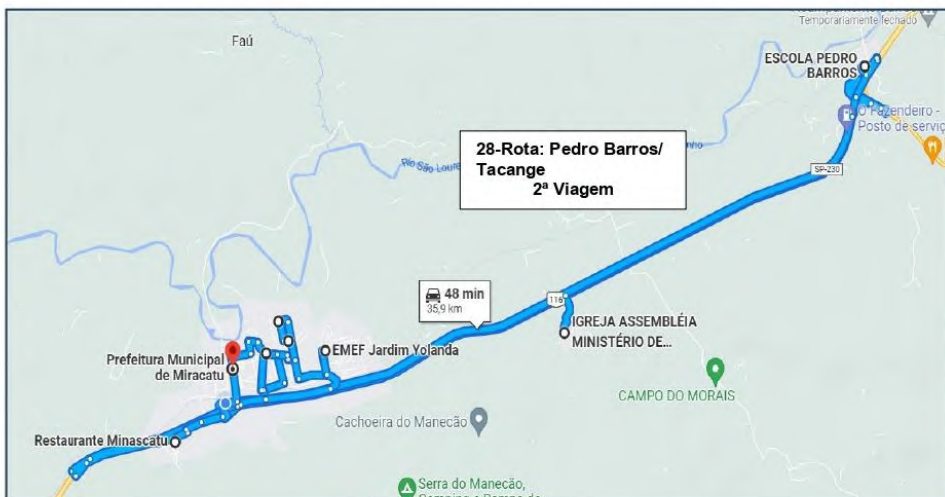 Temporariamente fechado
Faú
ESCOLA PEDRO
BARROS
O Fazendeiro -
Posto de serviç
28-Rota: Pedro Barros/
Tacange
2ª Viagem
Rio São Loure
nho
SP-230
48 min
35,9 km
116
IGREJA ASSEMBLÉIA
MINISTÉRIO DE...
EMEF Jardim Yolanda
Prefeitura Municipal
de Miracatu
CAMPO DO MORAIS
Cachoeira do Manecão
Restaurante Minascatu
Serra do Manecão,